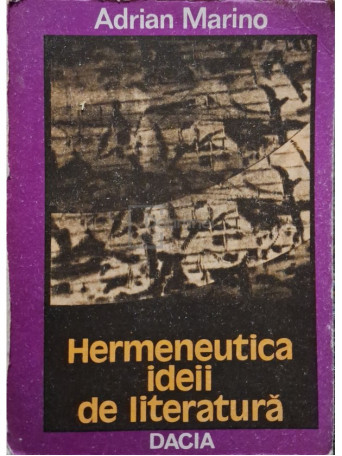 Adrian Marino
Hermeneutica
ideii
de literatură
DACIA